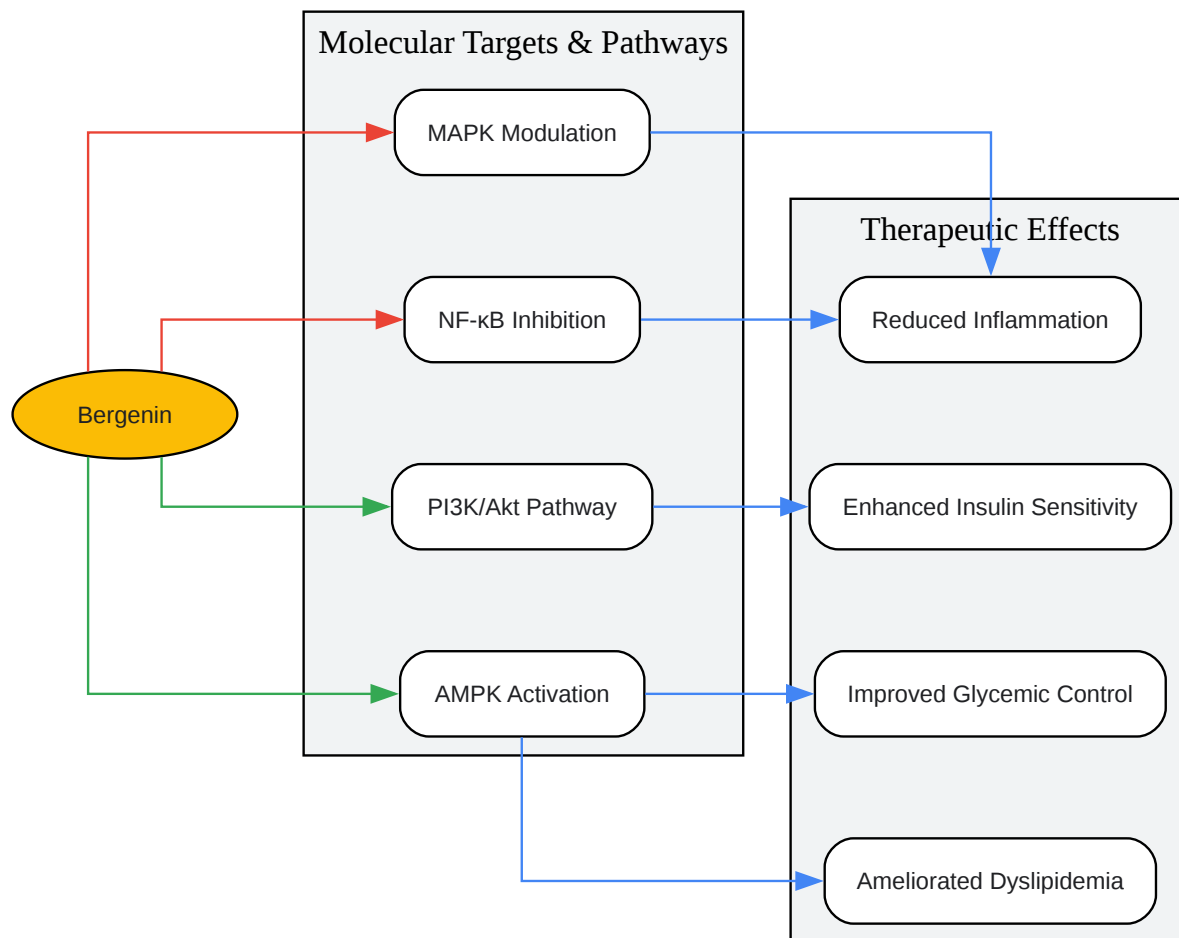 Molecular Targets & Pathways
MAPK Modulation
Therapeutic Effects
NF-κB Inhibition
Reduced Inflammation
Bergenin
PI3K/Akt Pathway
Enhanced Insulin Sensitivity
AMPK Activation
Improved Glycemic Control
Ameliorated Dyslipidemia